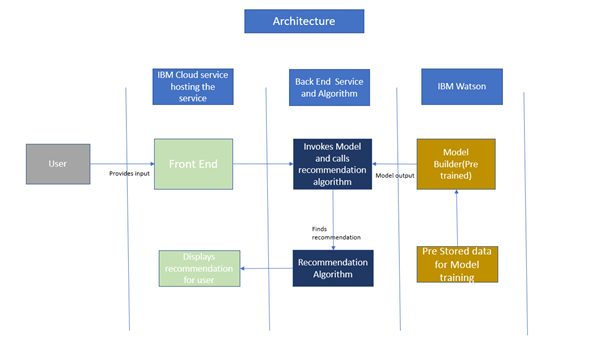 Architecture
IBM Cloud service
hosting the
service
Back End  Service
and Algorithm
IBM Watson
User
Provides input
Front End
Invokes Model
and calls
recommendation
algorithm
Model output
Model
Builder(Pre
trained)
Finds
recommendation
Displays
recommendation
for user
Recommendation
Algorithm
Pre Stored data
for Model
training